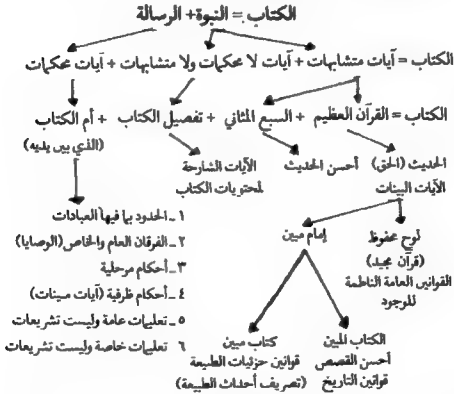 الكتاب = النبوة + الرسالة
الكتاب = آيات متشابهات + آيات لا محكمات ولا متشابهات + آيات محكمات
الكتاب = القرآن العظيم + السبع المثاني + تفصيل الكتاب + أم الكتاب
(الذي بين يديه)
الحديث (الحق)
الآيات البينات
أحسن الحديث
الآيات الشارحة
لمحتويات الكتاب
١ - الحدود بما فيها العبادات
٢ - الفرقان العام والخاص (الوصايا)
٣ - أحكام مرحلية
٤ - أحكام ظرفية (آيات مبينات)
٥ - تعليمات عامة وليست تشريعات
٦ تعليمات خاصة وليست تشريعات
لوح محفوظ
(قرآن مجيد)
القوانين العامة الناظمة
للوجود
إمام مبين
الكتاب المبين
أحسن القصص
قوانين التاريخ
كتاب مبين
قوانين جزئيات الطبيعة
(تصريف أحداث الطبيعة)